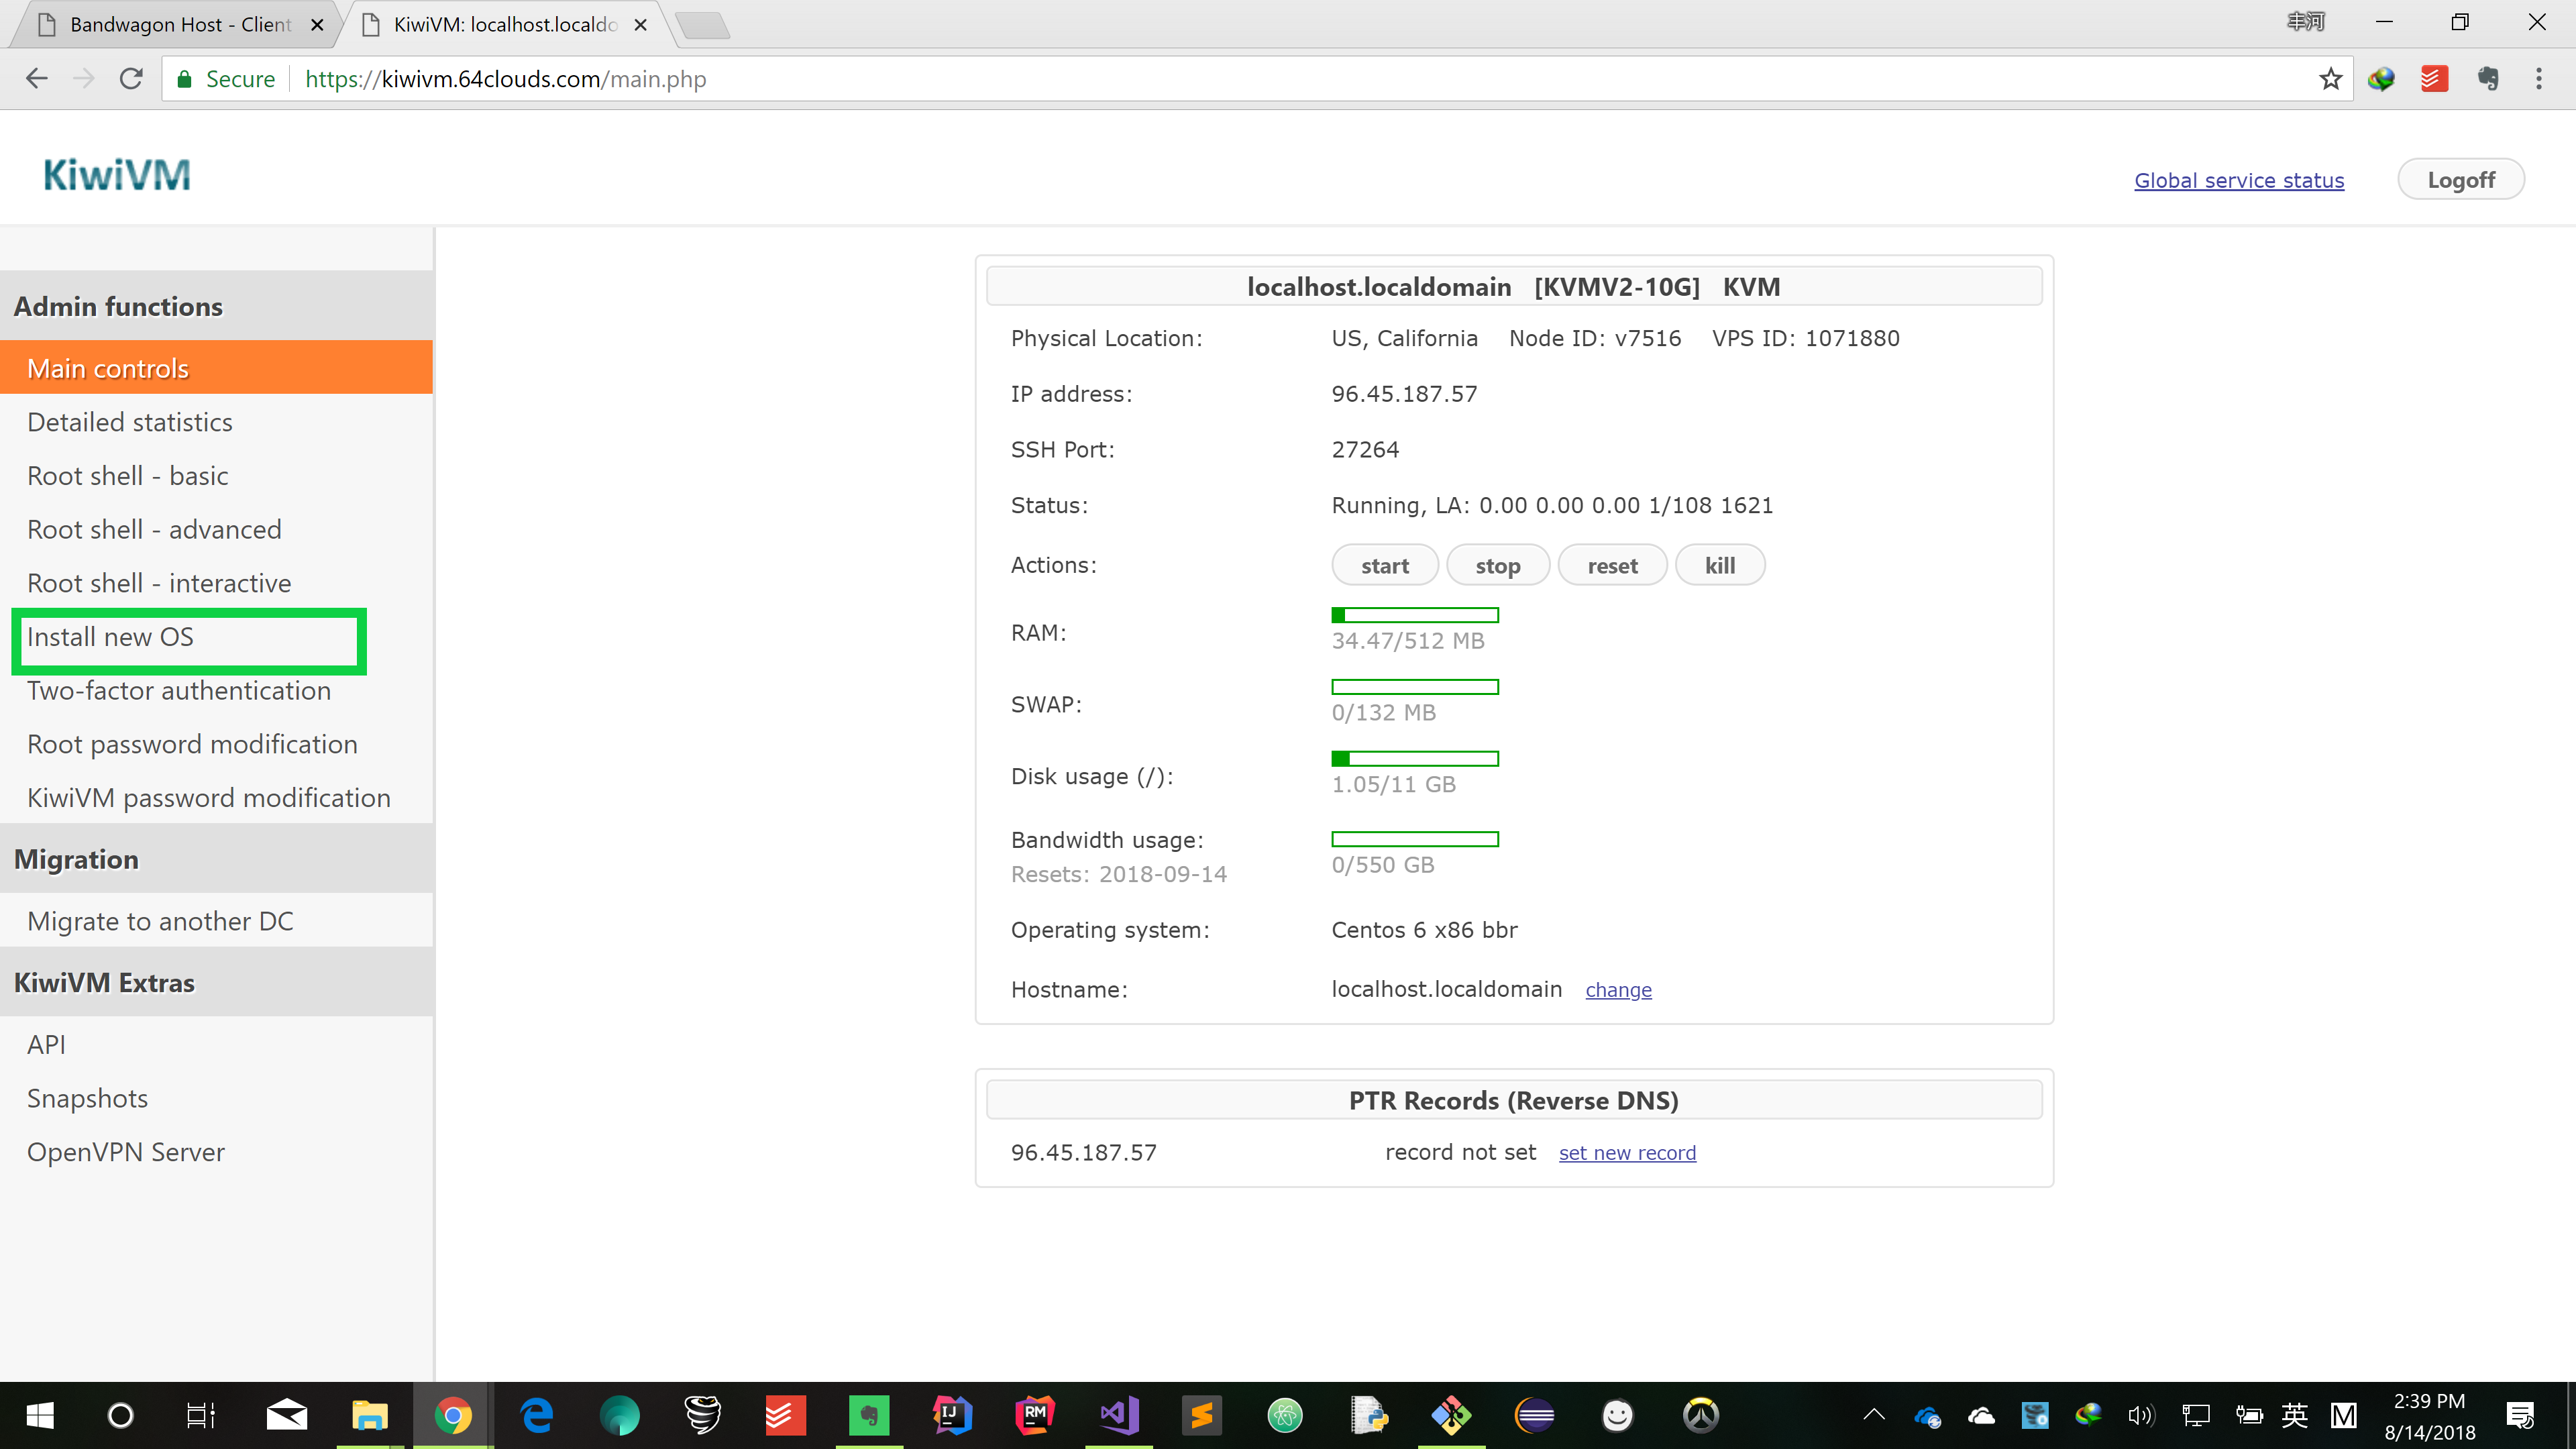 Bandwagon Host - Client
KiwiVM: localhost.localdo
丰河
Secure https://kiwivm.64clouds.com/main.php
KiwiVM
Global service status
Logoff
Admin functions
Main controls
Detailed statistics
Root shell - basic
Root shell - advanced
Root shell - interactive
Install new OS
Two-factor authentication
Root password modification
KiwiVM password modification
Migration
Migrate to another DC
KiwiVM Extras
API
Snapshots
OpenVPN Server
localhost.localdomain [KVMV2-10G] KVM
Physical Location: US, California Node ID: v7516 VPS ID: 1071880
IP address: 96.45.187.57
SSH Port: 27264
Status: Running, LA: 0.00 0.00 0.00 1/108 1621
Actions: start stop reset kill
RAM: 34.47/512 MB
SWAP: 0/132 MB
Disk usage (/): 1.05/11 GB
Bandwidth usage:
Resets: 2018-09-14 0/550 GB
Operating system: Centos 6 x86 bbr
Hostname: localhost.localdomain change
PTR Records (Reverse DNS)
96.45.187.57 record not set set new record
IJ
RM
英
M
2:39 PM
8/14/2018